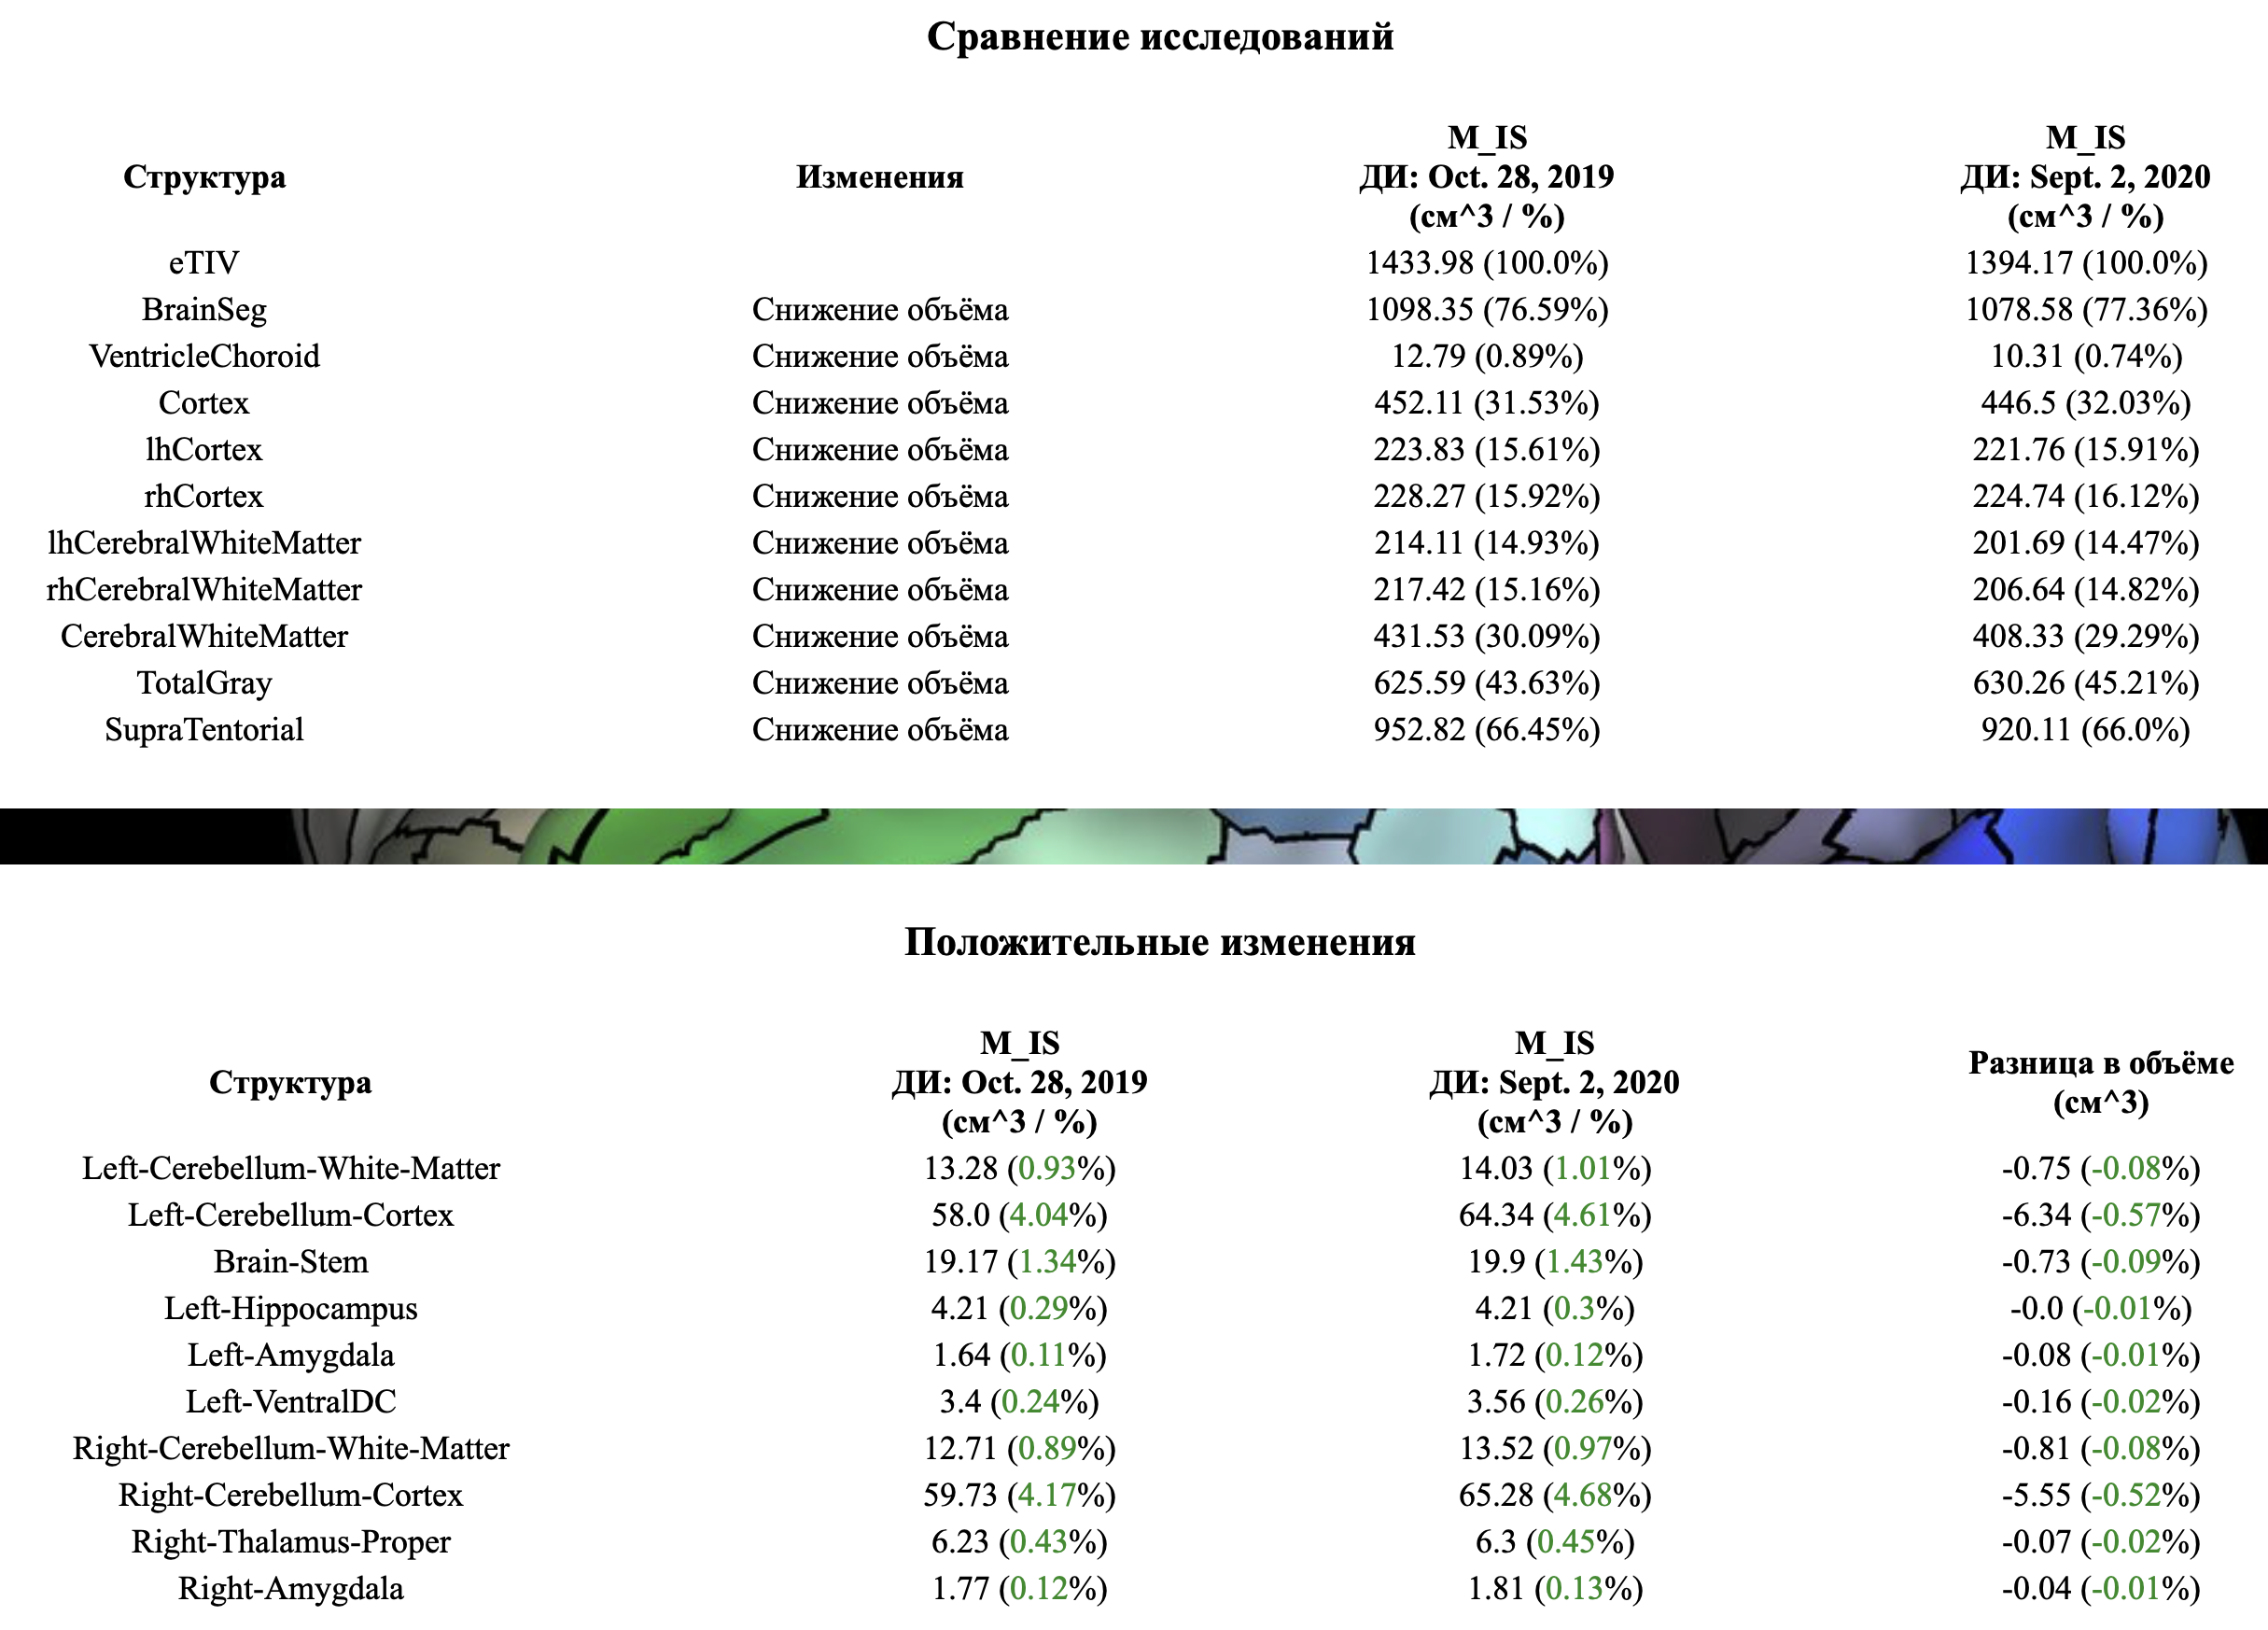 Сравнение исследований
Структура Изменения M_IS ДИ: Oct. 28, 2019 (см^3 / %) M_IS ДИ: Sept. 2, 2020 (см^3 / %)
eTIV 1433.98 (100.0%) 1394.17 (100.0%)
BrainSeg Снижение объёма 1098.35 (76.59%) 1078.58 (77.36%)
VentricleChoroid Снижение объёма 12.79 (0.89%) 10.31 (0.74%)
Cortex Снижение объёма 452.11 (31.53%) 446.5 (32.03%)
lhCortex Снижение объёма 223.83 (15.61%) 221.76 (15.91%)
rhCortex Снижение объёма 228.27 (15.92%) 224.74 (16.12%)
lhCerebralWhiteMatter Снижение объёма 214.11 (14.93%) 201.69 (14.47%)
rhCerebralWhiteMatter Снижение объёма 217.42 (15.16%) 206.64 (14.82%)
CerebralWhiteMatter Снижение объёма 431.53 (30.09%) 408.33 (29.29%)
TotalGray Снижение объёма 625.59 (43.63%) 630.26 (45.21%)
SupraTentorial Снижение объёма 952.82 (66.45%) 920.11 (66.0%)
Положительные изменения
Структура M_IS ДИ: Oct. 28, 2019 (см^3 / %) M_IS ДИ: Sept. 2, 2020 (см^3 / %) Разница в объёме (см^3)
Left-Cerebellum-White-Matter 13.28 (0.93%) 14.03 (1.01%) -0.75 (-0.08%)
Left-Cerebellum-Cortex 58.0 (4.04%) 64.34 (4.61%) -6.34 (-0.57%)
Brain-Stem 19.17 (1.34%) 19.9 (1.43%) -0.73 (-0.09%)
Left-Hippocampus 4.21 (0.29%) 4.21 (0.3%) -0.0 (-0.01%)
Left-Amygdala 1.64 (0.11%) 1.72 (0.12%) -0.08 (-0.01%)
Left-VentralDC 3.4 (0.24%) 3.56 (0.26%) -0.16 (-0.02%)
Right-Cerebellum-White-Matter 12.71 (0.89%) 13.52 (0.97%) -0.81 (-0.08%)
Right-Cerebellum-Cortex 59.73 (4.17%) 65.28 (4.68%) -5.55 (-0.52%)
Right-Thalamus-Proper 6.23 (0.43%) 6.3 (0.45%) -0.07 (-0.02%)
Right-Amygdala 1.77 (0.12%) 1.81 (0.13%) -0.04 (-0.01%)